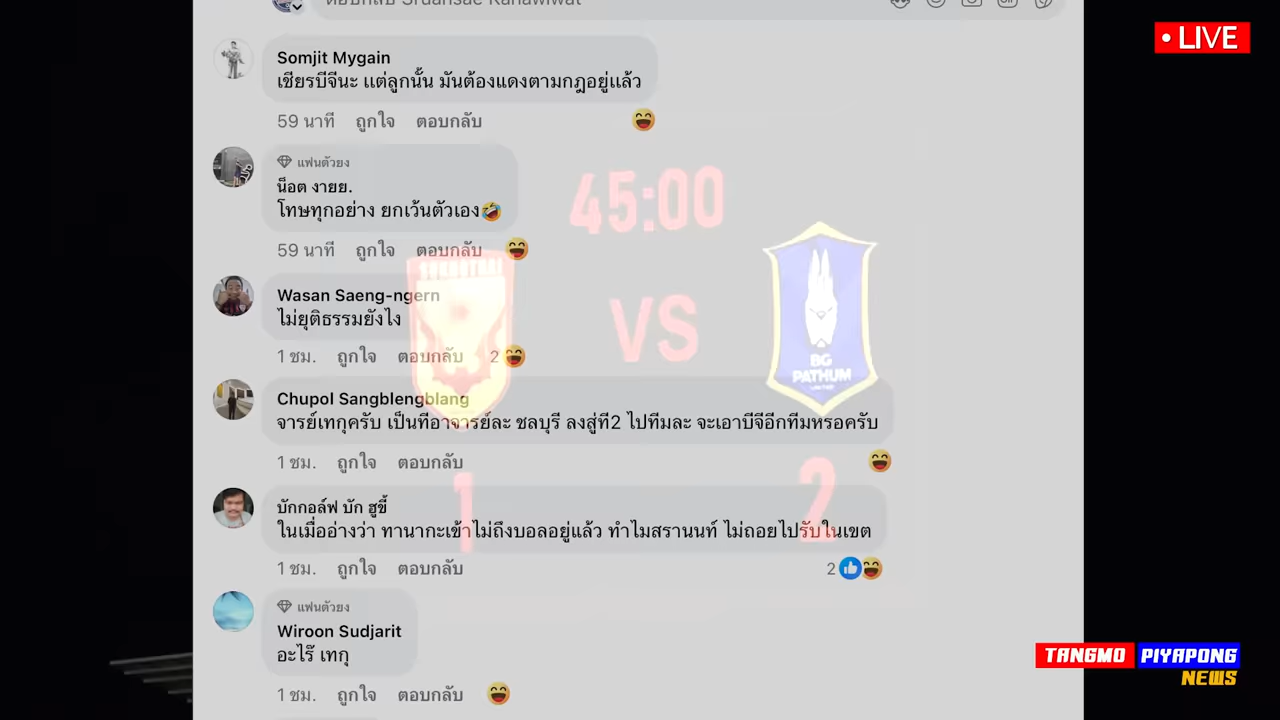 ตอบกลับ Sruansae Kanawiwat
• LIVE
Somjit Mygain
เชียรบีจีนะ แต่ลูกนั้น มันต้องแดงตามกฎอยู่แล้ว
59 นาที ถูกใจ ตอบกลับ
แฟนตัวยง
น็อต งายย.
โทษทุกอย่าง ยกเว้นตัวเอง🤣
59 นาที ถูกใจ ตอบกลับ
45:00
VS
BG
PATHUM
UNITED
Wasan Saeng-ngern
ไม่ยุติธรรมยังไง
1 ชม. ถูกใจ ตอบกลับ 2
Chupol Sangblengblang
จารย์เทกุครับ เป็นที่อาจารย์ละ ชลบุรี ลงสู่ที2 ไปทีมละ จะเอาบีจีอีกทีมหรอครับ
1 ชม. ถูกใจ ตอบกลับ
1
2
บักกอล์ฟ บัก ฮูขี้
ในเมื่ออ่างว่า ทานากะเข้าไม่ถึงบอลอยู่แล้ว ทำไมสรานนท์ ไม่ถอยไปรับในเขต
1 ชม. ถูกใจ ตอบกลับ 2
แฟนตัวยง
Wiroon Sudjarit
อะไร๊ เทกุ
1 ชม. ถูกใจ ตอบกลับ
TANGMO PIYAPONG
NEWS